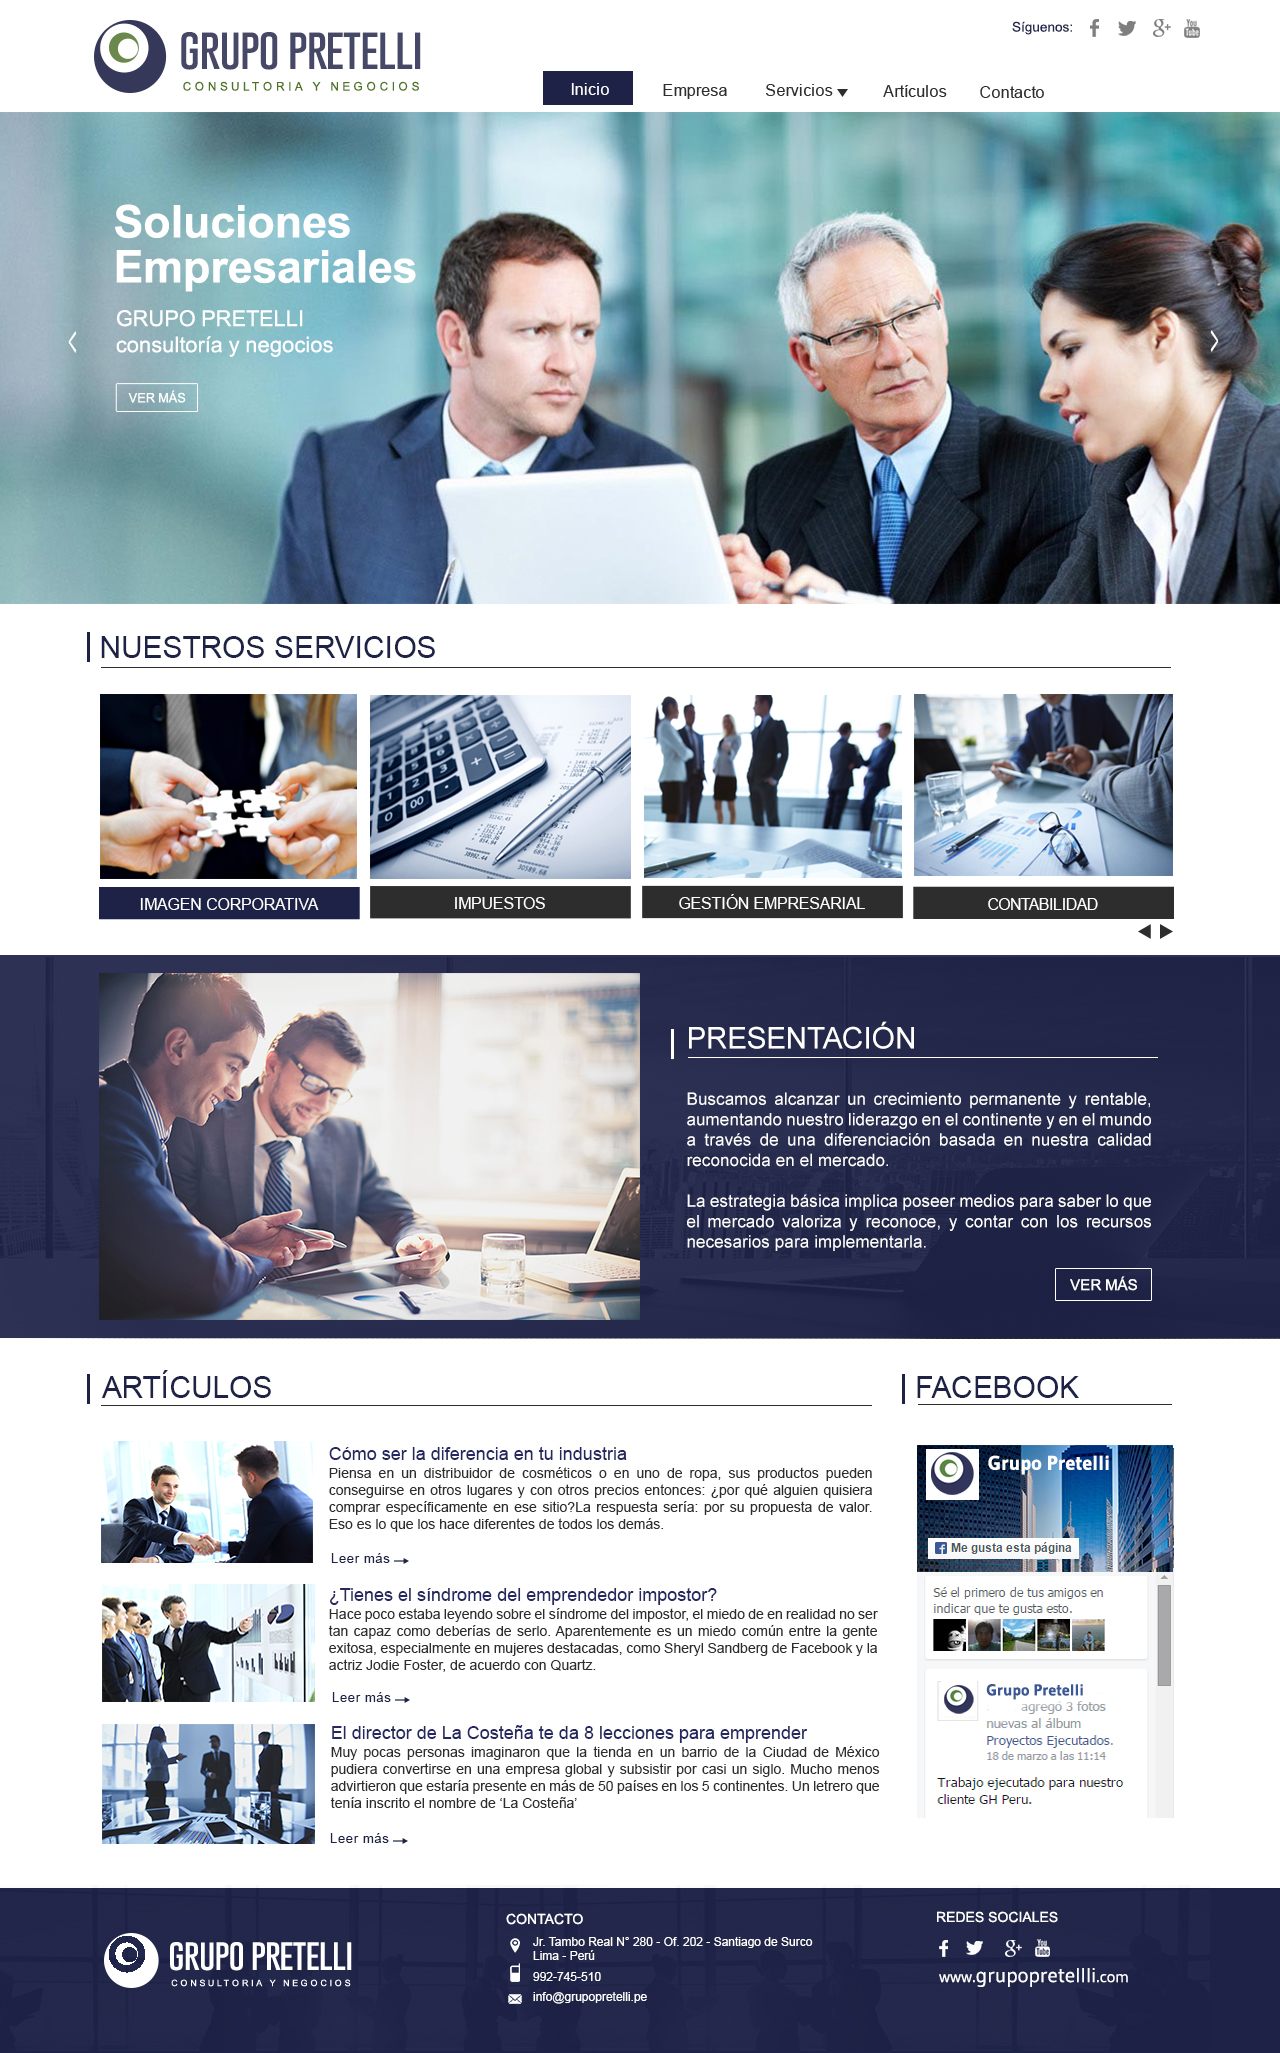 GRUPO PRETELLI
CONSULTORIA Y NEGOCIOS
Síguenos:
You
Tube
Inicio
Empresa
Servicios
Artículos
Contacto
Soluciones
Empresariales
GRUPO PRETELLI
consultoría y negocios
VER MÁS
NUESTROS SERVICIOS
IMAGEN CORPORATIVA
IMPUESTOS
GESTIÓN EMPRESARIAL
CONTABILIDAD
PRESENTACIÓN
Buscamos alcanzar un crecimiento permanente y rentable,
aumentando nuestro liderazgo en el continente y en el mundo
a través de una diferenciación basada en nuestra calidad
reconocida en el mercado.
La estrategia básica implica poseer medios para saber lo que
el mercado valoriza y reconoce, y contar con los recursos
necesarios para implementarla.
VER MÁS
ARTÍCULOS
Cómo ser la diferencia en tu industria
Piensa en un distribuidor de cosméticos o en uno de ropa, sus productos pueden
conseguirse en otros lugares y con otros precios entonces: ¿por qué alguien quisiera
comprar específicamente en ese sitio?La respuesta sería: por su propuesta de valor.
Eso es lo que los hace diferentes de todos los demás.
Leer más
¿Tienes el síndrome del emprendedor impostor?
Hace poco estaba leyendo sobre el síndrome del impostor, el miedo de en realidad no ser
tan capaz como deberías de serlo. Aparentemente es un miedo común entre la gente
exitosa, especialmente en mujeres destacadas, como Sheryl Sandberg de Facebook y la
actriz Jodie Foster, de acuerdo con Quartz.
Leer más
El director de La Costeña te da 8 lecciones para emprender
Muy pocas personas imaginaron que la tienda en un barrio de la Ciudad de México
pudiera convertirse en una empresa global y subsistir por casi un siglo. Mucho menos
advirtieron que estaría presente en más de 50 países en los 5 continentes. Un letrero que
tenía inscrito el nombre de ‘La Costeña’
Leer más
FACEBOOK
Grupo Pretelli
Me gusta esta página
Sé el primero de tus amigos en
indicar que te gusta esto.
Grupo Pretelli
agregó 3 fotos
nuevas al álbum
Proyectos Ejecutados.
18 de marzo a las 11:14
Trabajo ejecutado para nuestro
cliente GH Peru.
GRUPO PRETELLI
CONSULTORIA Y NEGOCIOS
CONTACTO
Jr. Tambo Real N° 280 - Of. 202 - Santiago de Surco
Lima - Perú
992-745-510
info@grupopretelli.pe
REDES SOCIALES
You
Tube
www.grupopretellli.com